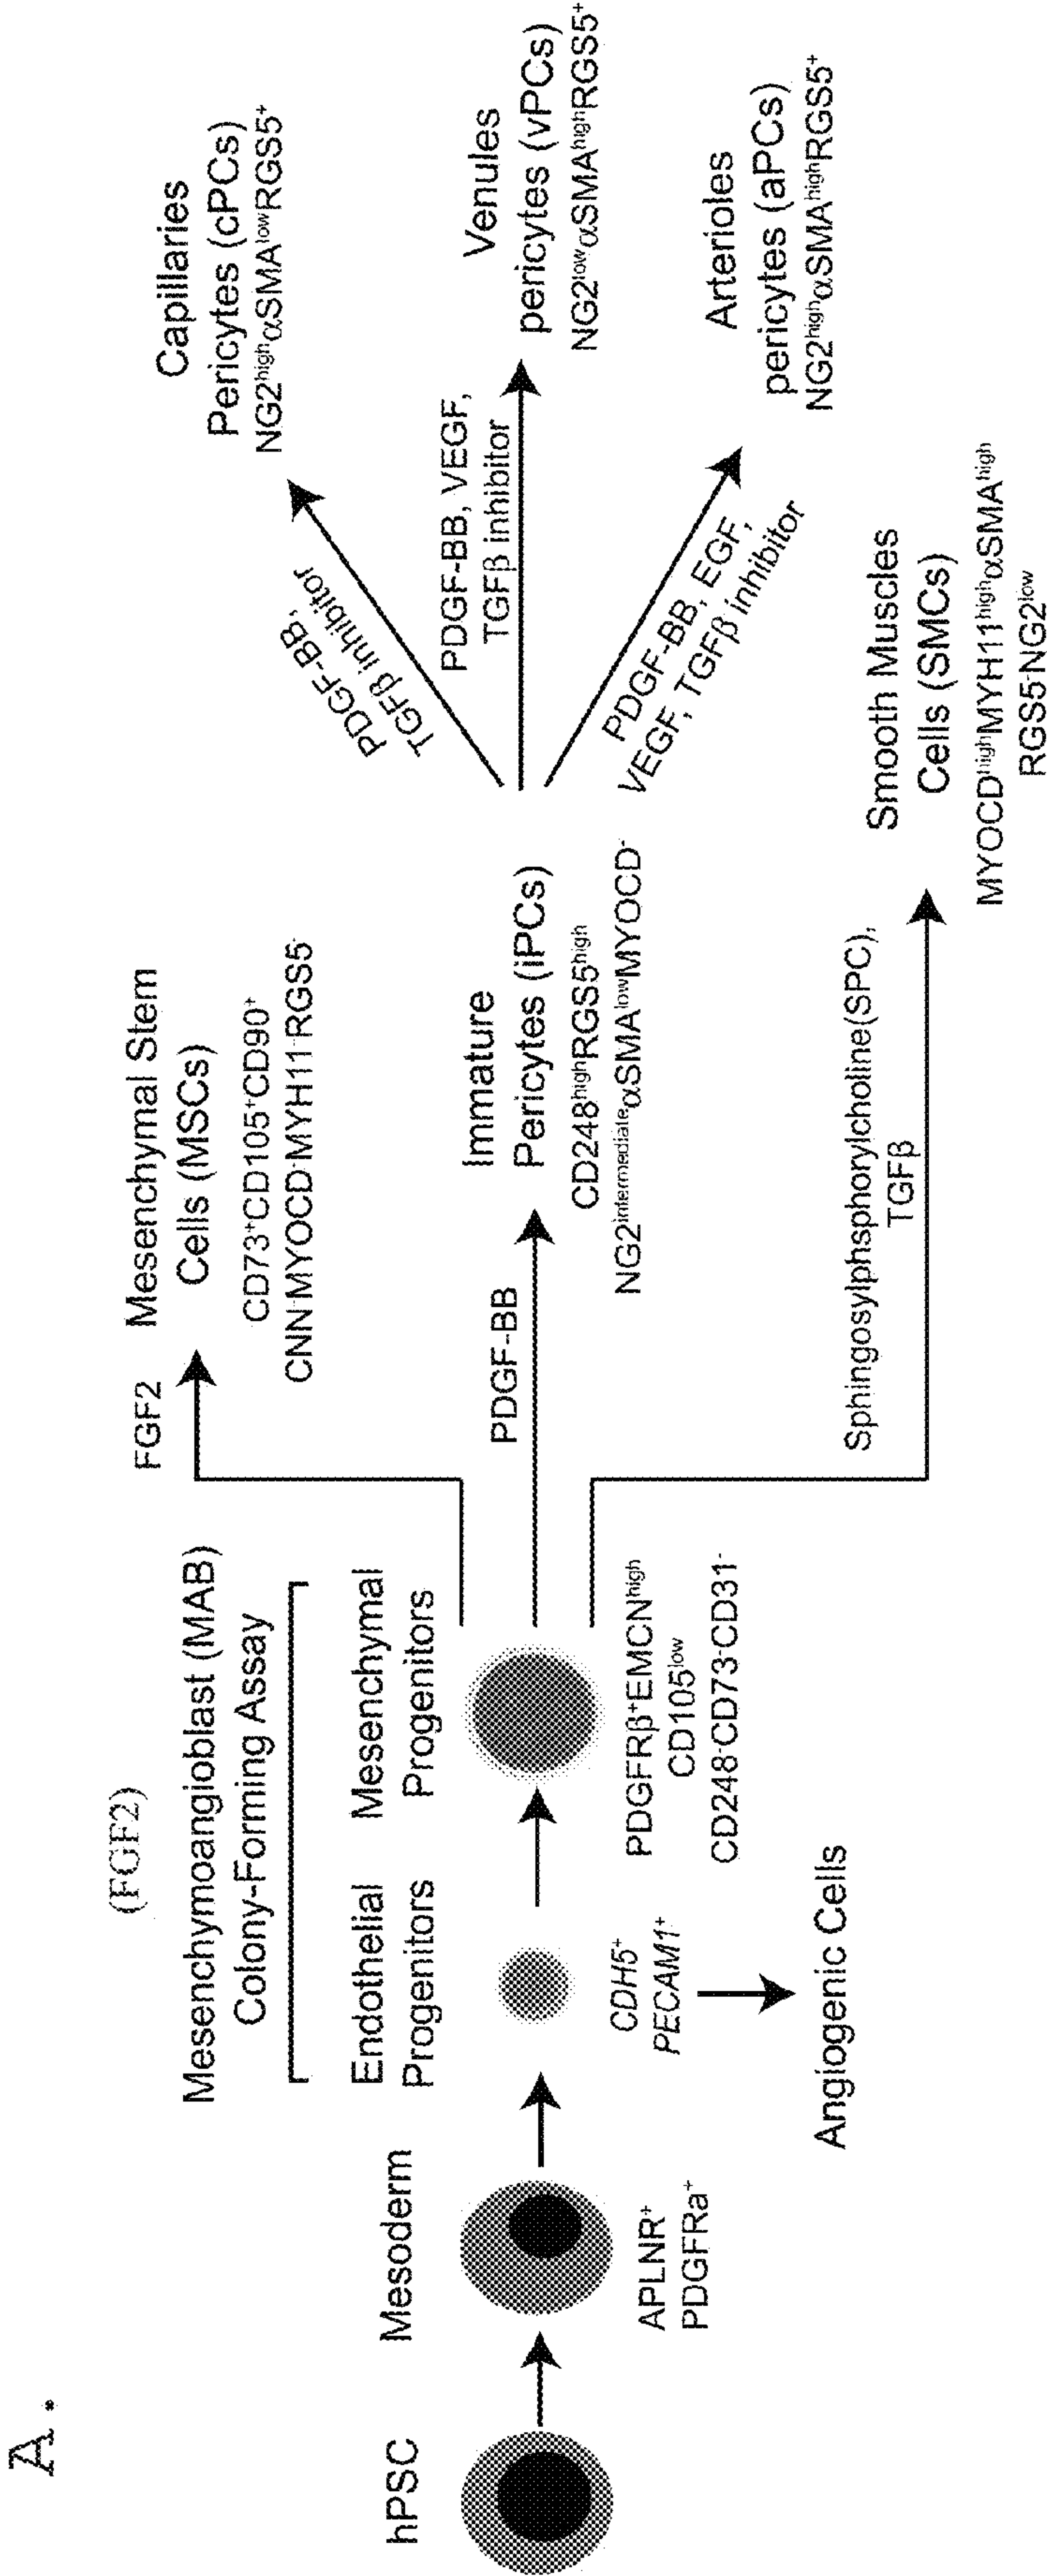 A.
hPSC
Mesoderm
APLNR⁺
PDGFRa⁺
(FGF2)
Mesenchymoangioblast (MAB)
Colony-Forming Assay
Endothelial
Progenitors
CDH5⁺
PECAM1⁺
Angiogenic Cells
Mesenchymal
Progenitors
PDGFRβ⁺EMCNʰⁱᵍʰ
CD105ˡᵒʷ
CD248⁻CD73⁻CD31⁻
FGF2
Mesenchymal Stem
Cells (MSCs)
CD73⁺CD105⁺CD90⁺
CNN⁻MYOCD⁻MYH11⁻RGS5⁻
PDGF-BB
Immature
Pericytes (iPCs)
CD248ʰⁱᵍʰRGS5ʰⁱᵍʰ
NG2ⁱⁿᵗᵉʳᵐᵉᵈⁱᵃᵗᵉαSMAˡᵒʷMYOCD⁻
Sphingosylphsphorylcholine(SPC),
TGFβ
Smooth Muscles
Cells (SMCs)
MYOCDʰⁱᵍʰMYH11ʰⁱᵍʰαSMAʰⁱᵍʰ
RGS5⁻NG2ˡᵒʷ
PDGF-BB,
TGFβ inhibitor
Capillaries
Pericytes (cPCs)
NG2ʰⁱᵍʰαSMAˡᵒʷRGS5⁺
PDGF-BB, VEGF,
TGFβ inhibitor
Venules
pericytes (vPCs)
NG2ˡᵒʷαSMAʰⁱᵍʰRGS5⁺
PDGF-BB, EGF,
VEGF, TGFβ inhibitor
Arterioles
pericytes (aPCs)
NG2ʰⁱᵍʰαSMAʰⁱᵍʰRGS5⁺